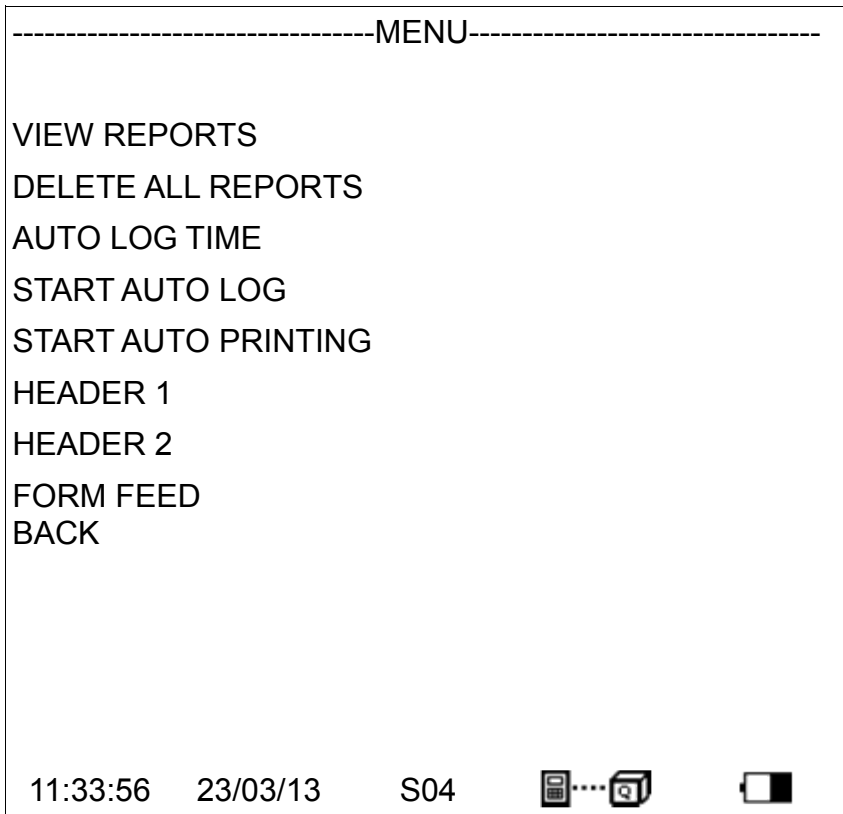 ----------------------------------MENU---------------------------------
VIEW REPORTS
DELETE ALL REPORTS
AUTO LOG TIME
START AUTO LOG
START AUTO PRINTING
HEADER 1
HEADER 2
FORM FEED
BACK
11:33:56 23/03/13 S04 Q